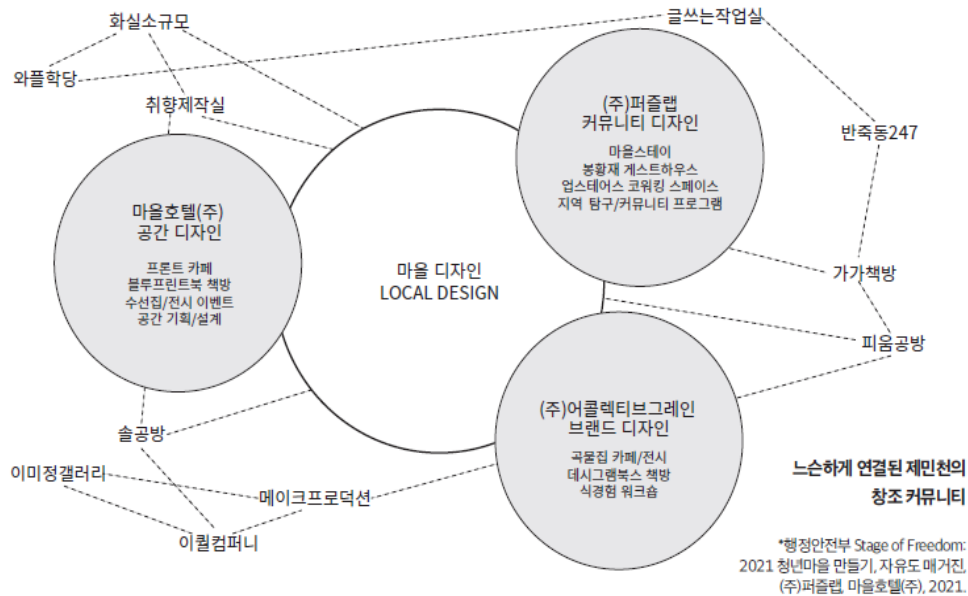 화실소규모
글쓰는작업실
와플학당
취향제작실
(주)퍼즐랩
커뮤니티 디자인
마을스테이
봉황재 게스트하우스
업스테어스 코워킹 스페이스
지역 탐구/커뮤니티 프로그램
반죽동247
마을호텔(주)
공간 디자인
프론트 카페
블루프린트북 책방
수선집/전시 이벤트
공간 기획/설계
마을 디자인
LOCAL DESIGN
가가책방
피움공방
(주)어콜렉티브그레인
브랜드 디자인
곡물집 카페/전시
데시그램북스 책방
식경험 워크숍
솔공방
이미정갤러리
메이크프로덕션
이퀄컴퍼니
느슨하게 연결된 제민천의
창조 커뮤니티
*행정안전부 Stage of Freedom:
2021 청년마을 만들기, 자유도 매거진,
(주)퍼즐랩, 마을호텔(주), 2021.